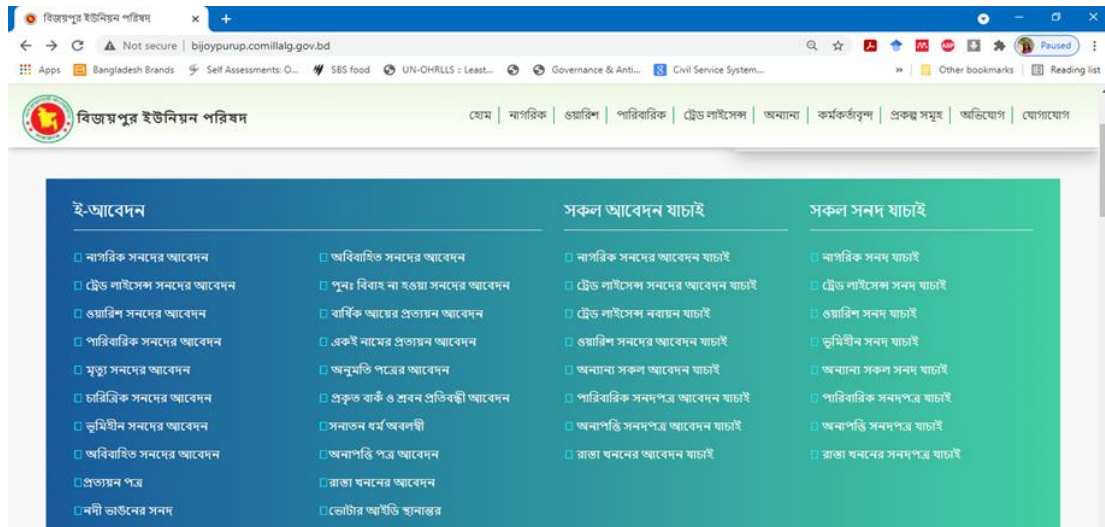 বিজয়পুর ইউনিয়ন পরিষদ
Not secure | bijoypurup.comillalg.gov.bd
Paused
Apps Bangladesh Brands Self Assessments: O... SBS food UN-OHRLLS :: Least... Governance & Anti... Civil Service System... » Other bookmarks Reading list
বিজয়পুর ইউনিয়ন পরিষদ
হোম | নাগরিক | ওয়ারিশ | পারিবারিক | ট্রেড লাইসেন্স | অন্যান্য | কর্মকর্তাবৃন্দ | প্রকল্প সমূহ | অভিযোগ | যোগাযোগ
ই-আবেদন
নাগরিক সনদের আবেদন
ট্রেড লাইসেন্স সনদের আবেদন
ওয়ারিশ সনদের আবেদন
পারিবারিক সনদের আবেদন
মৃত্যু সনদের আবেদন
চারিত্রিক সনদের আবেদন
ভূমিহীন সনদের আবেদন
অবিবাহিত সনদের আবেদন
প্রত্যয়ন পত্র
নদী ভাঙনের সনদ
অবিবাহিত সনদের আবেদন
পুনঃ বিবাহ না হওয়া সনদের আবেদন
বার্ষিক আয়ের প্রত্যয়ন আবেদন
একই নামের প্রত্যয়ন আবেদন
অনুমতি পত্রের আবেদন
প্রকৃত বাকঁ ও শ্রবন প্রতিবন্ধী আবেদন
সনাতন ধর্ম অবলম্বী
অনাপত্তি পত্র আবেদন
রাস্তা খননের আবেদন
ভোটার আইডি স্থানান্তর
সকল আবেদন যাচাই
নাগরিক সনদের আবেদন যাচাই
ট্রেড লাইসেন্স সনদের আবেদন যাচাই
ট্রেড লাইসেন্স নবায়ন যাচাই
ওয়ারিশ সনদের আবেদন যাচাই
অন্যান্য সকল আবেদন যাচাই
পারিবারিক সনদপত্র আবেদন যাচাই
অনাপত্তি সনদপত্র আবেদন যাচাই
রাস্তা খননের আবেদন যাচাই
সকল সনদ যাচাই
নাগরিক সনদ যাচাই
ট্রেড লাইসেন্স সনদ যাচাই
ওয়ারিশ সনদ যাচাই
ভূমিহীন সনদ যাচাই
অন্যান্য সকল সনদ যাচাই
পারিবারিক সনদপত্র যাচাই
অনাপত্তি সনদপত্র যাচাই
রাস্তা খননের সনদপত্র যাচাই